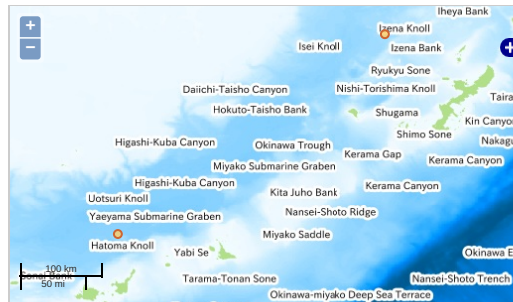 Iheya Bank
+
Izena Knoll
Isei Knoll
Izena Bank
+
−
Ryukyu Sone
Daiichi-Taisho Canyon
Nishi-Torishima Knoll
Hokuto-Taisho Bank
Shugama
Kin Canyo
Shimo Sone
Higashi-Kuba Canyon
Okinawa Trough
Nakagu
Kerama Gap
Kerama Canyon
Miyako Submarine Graben
Higashi-Kuba Canyon
Kerama Canyon
Kita Juho Bank
Uotsuri Knoll
Nansei-Shoto Ridge
Yaeyama Submarine Graben
Miyako Saddle
Hatoma Knoll
Yabi Se
Okinawa E
100 km
Tarama-Tonan Sone
Nansei-Shoto Trench
50 mi
Okinawa-miyako Deep Sea Terrace